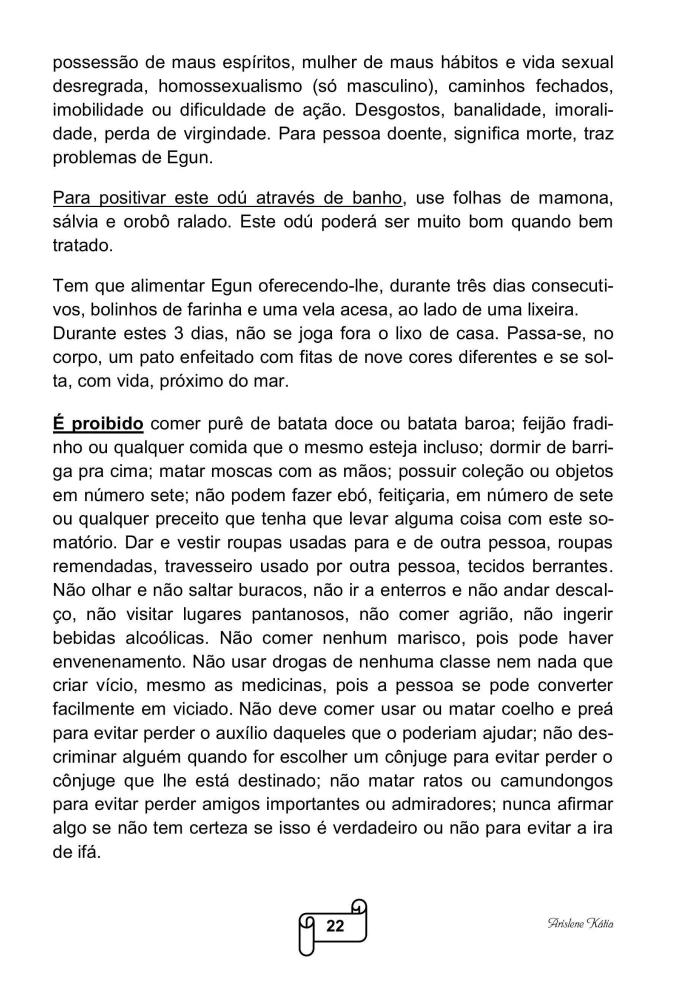 possessão de maus espíritos, mulher de maus hábitos e vida sexual
desregrada, homossexualismo (só masculino), caminhos fechados,
imobilidade ou dificuldade de ação. Desgostos, banalidade, imorali-
dade, perda de virgindade. Para pessoa doente, significa morte, traz
problemas de Egun.
Para positivar este odú através de banho, use folhas de mamona,
sálvia e orobô ralado. Este odú poderá ser muito bom quando bem
tratado.
Tem que alimentar Egun oferecendo-lhe, durante três dias consecuti-
vos, bolinhos de farinha e uma vela acesa, ao lado de uma lixeira.
Durante estes 3 dias, não se joga fora o lixo de casa. Passa-se, no
corpo, um pato enfeitado com fitas de nove cores diferentes e se sol-
ta, com vida, próximo do mar.
É proibido comer purê de batata doce ou batata baroa; feijão fradi-
nho ou qualquer comida que o mesmo esteja incluso; dormir de barri-
ga pra cima; matar moscas com as mãos; possuir coleção ou objetos
em número sete; não podem fazer ebó, feitiçaria, em número de sete
ou qualquer preceito que tenha que levar alguma coisa com este so-
matório. Dar e vestir roupas usadas para e de outra pessoa, roupas
remendadas, travesseiro usado por outra pessoa, tecidos berrantes.
Não olhar e não saltar buracos, não ir a enterros e não andar descal-
ço, não visitar lugares pantanosos, não comer agrião, não ingerir
bebidas alcoólicas. Não comer nenhum marisco, pois pode haver
envenenamento. Não usar drogas de nenhuma classe nem nada que
criar vício, mesmo as medicinas, pois a pessoa se pode converter
facilmente em viciado. Não deve comer usar ou matar coelho e preá
para evitar perder o auxílio daqueles que o poderiam ajudar; não des-
criminar alguém quando for escolher um cônjuge para evitar perder o
cônjuge que lhe está destinado; não matar ratos ou camundongos
para evitar perder amigos importantes ou admiradores; nunca afirmar
algo se não tem certeza se isso é verdadeiro ou não para evitar a ira
de ifá.
22
Arislene Kátia